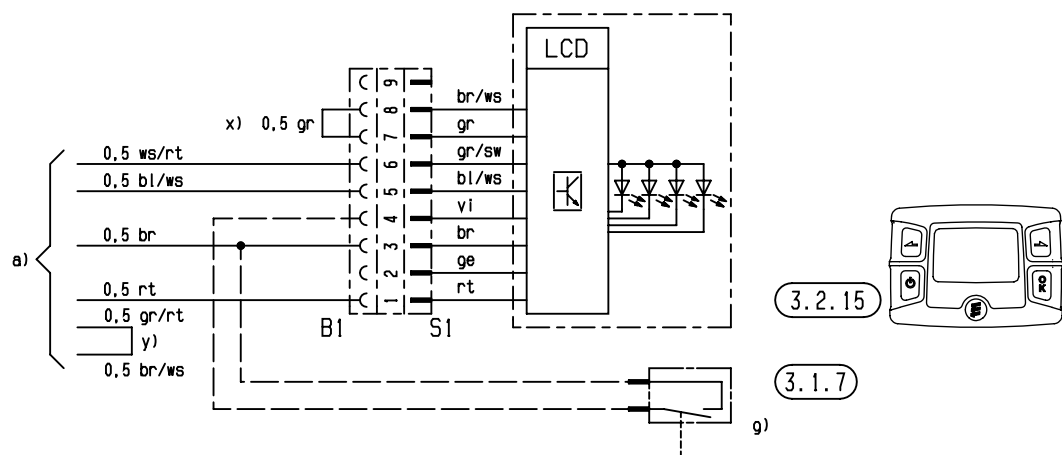 LCD
9
8
7
6
5
4
3
2
1
B1
S1
br/ws
gr
gr/sw
bl/ws
vi
br
ge
rt
x) 0,5 gr
0,5 ws/rt
0,5 bl/ws
0,5 br
a)
0,5 rt
0,5 gr/rt
y)
0,5 br/ws
3.2.15
OK
3.1.7
g)